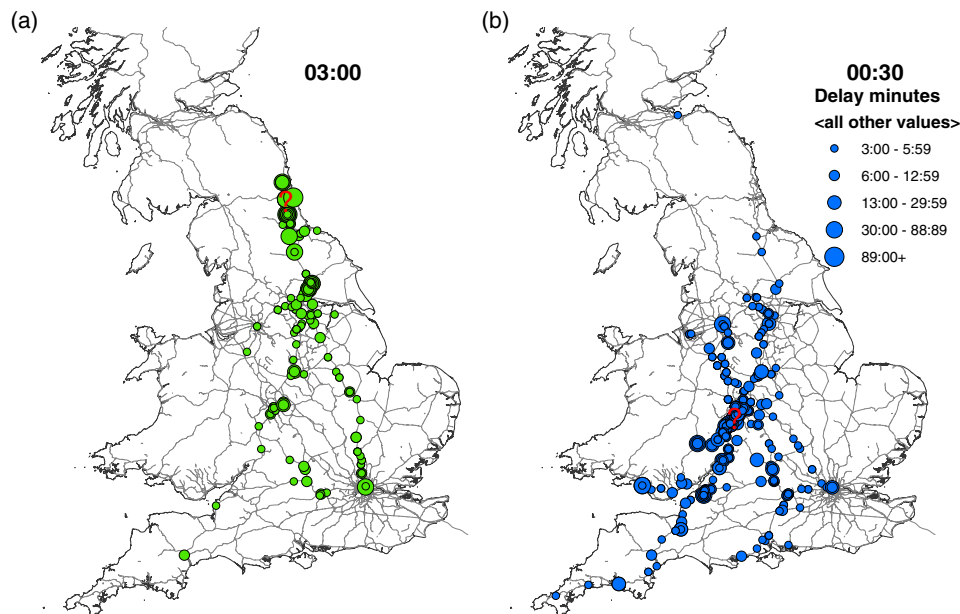 (a)
03:00
?
(b)
00:30
Delay minutes
<all other values>
3:00 - 5:59
6:00 - 12:59
13:00 - 29:59
30:00 - 88:89
89:00+
?